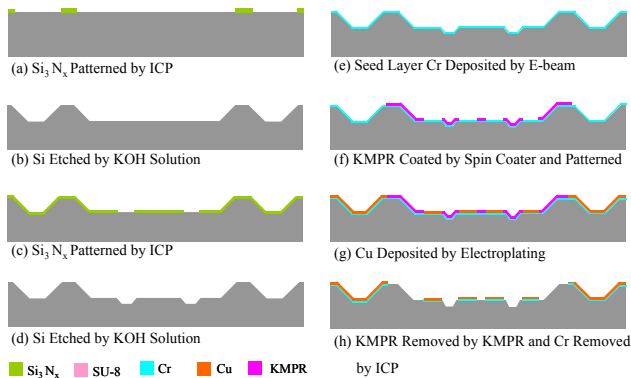 (a) Si3 Nx Patterned by ICP
(b) Si Etched by KOH Solution
(c) Si3 Nx Patterned by ICP
(d) Si Etched by KOH Solution
(e) Seed Layer Cr Deposited by E-beam
(f) KMPR Coated by Spin Coater and Patterned
(g) Cu Deposited by Electroplating
(h) KMPR Removed by KMPR and Cr Removed
by ICP
Si3Nx SU-8 Cr Cu KMPR